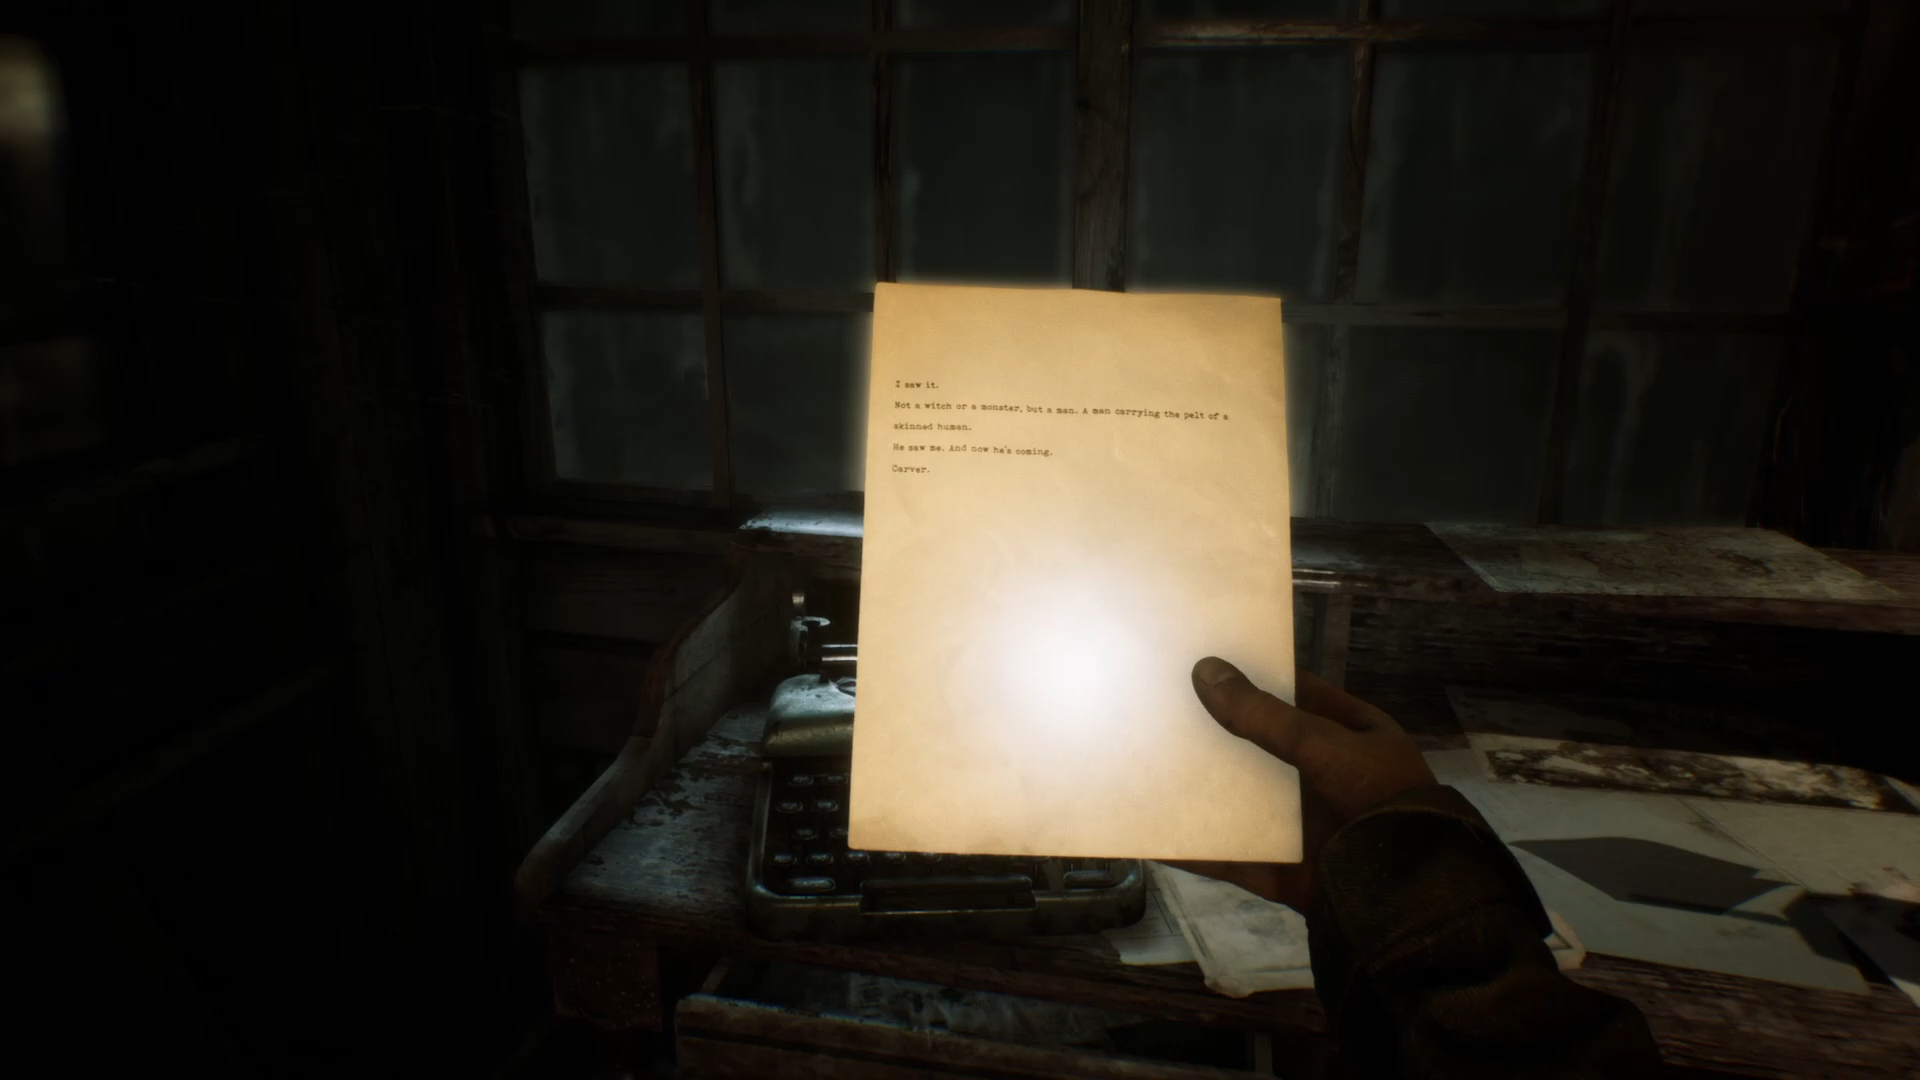 I saw it.
Not a witch or a monster, but a man. A man carrying the pelt of a
skinned human.
He saw me. And now he's coming.
Carver.